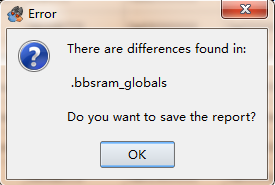 Error
There are differences found in:
.bbsram_globals
Do you want to save the report?
OK